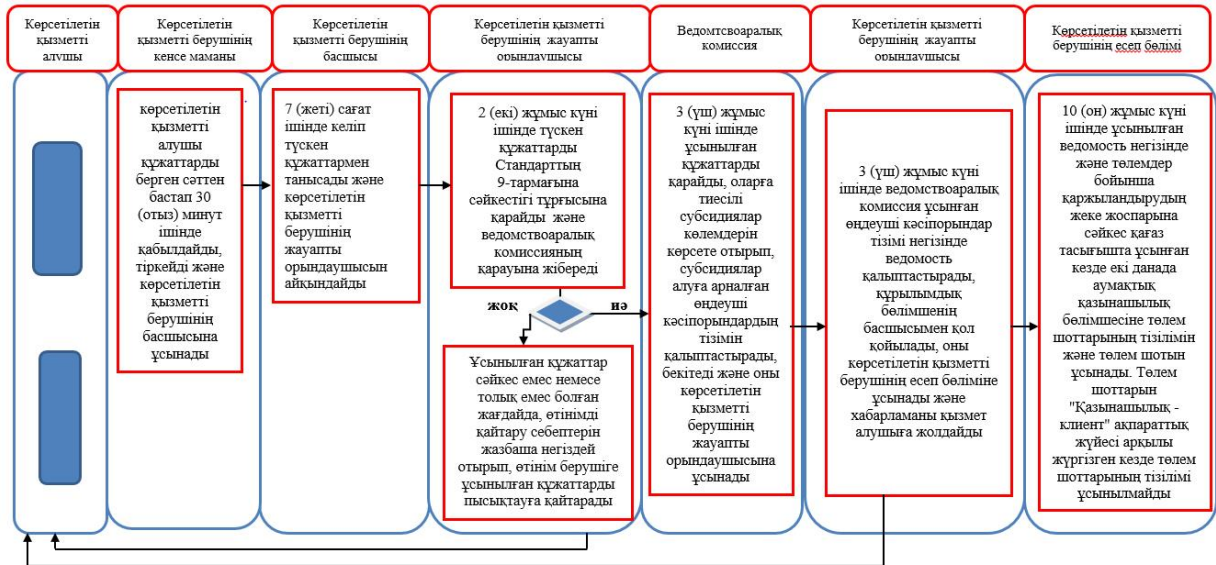 Көрсетілетін
қызметті
алушы
Көрсетілетін
қызметті берушінің
кеңсе маманы
Көрсетілетін
қызметті берушінің
басшысы
Көрсетілетін қызметті
берушінің жауапты
орындаушысы
Ведомтсвоаралық
комиссия
Көрсетілетін қызметті
берушінің жауапты
орындаушысы
Көрсетілетін қызметті
берушінің есеп бөлімі
көрсетілетін
қызметті
алушы
құжаттарды
берген сәттен
бастап 30
(отыз) минут
ішінде
қабылдайды,
тіркейді және
көрсетілетін
қызметті
берушінің
басшысына
ұсынады
7 (жеті) сағат
ішінде келіп
түскен
құжаттармен
танысады және
көрсетілетін
қызметті
берушінің
жауапты
орындаушысын
айқындайды
2 (екі) жұмыс күні
ішінде түскен
құжаттарды
Стандарттың
9-тармағына
сәйкестігі тұрғысына
қарайды және
ведомствоаралық
комиссияның
қарауына жібереді
жоқ
иә
Ұсынылған құжаттар
сәйкес емес немесе
толық емес болған
жағдайда, өтінімді
қайтару себептерін
жазбаша негіздей
отырып, өтінім берушіге
ұсынылған құжаттарды
пысықтауға қайтарады
3 (үш) жұмыс
күні ішінде
ұсынылған
құжаттарды
қарайды, оларға
тиесілі
субсидиялар
көлемдерін
көрсете отырып,
субсидиялар
алуға арналған
өңдеуші
кәсіпорындардың
тізімін
қалыптастырады,
бекітеді және оны
көрсетілетін
қызметті
берушінің
жауапты
орындаушысына
ұсынады
3 (үш) жұмыс күні
ішінде ведомствоаралық
комиссия ұсынған
өңдеуші кәсіпорындар
тізімі негізінде
ведомость
қалыптастырады,
құрылымдық
бөлімшенің
басшысымен қол
қойылады, оны
көрсетілетін қызметті
берушінің есеп бөліміне
ұсынады және
хабарламаны қызмет
алушыға жолдайды
10 (он) жұмыс күні
ішінде ұсынылған
ведомость негізінде
және төлемдер
бойынша
қаржыландырудың
жеке жоспарына
сәйкес қағаз
тасығышта ұсынған
кезде екі данада
аумақтық
қазынашылық
бөлімшесіне төлем
шоттарының тізілімін
және төлем шотын
ұсынады. Төлем
шоттарын
"Қазынашылық -
клиент" ақпараттық
жүйесі арқылы
жүргізген кезде төлем
шоттарының тізілімі
ұсынылмайды